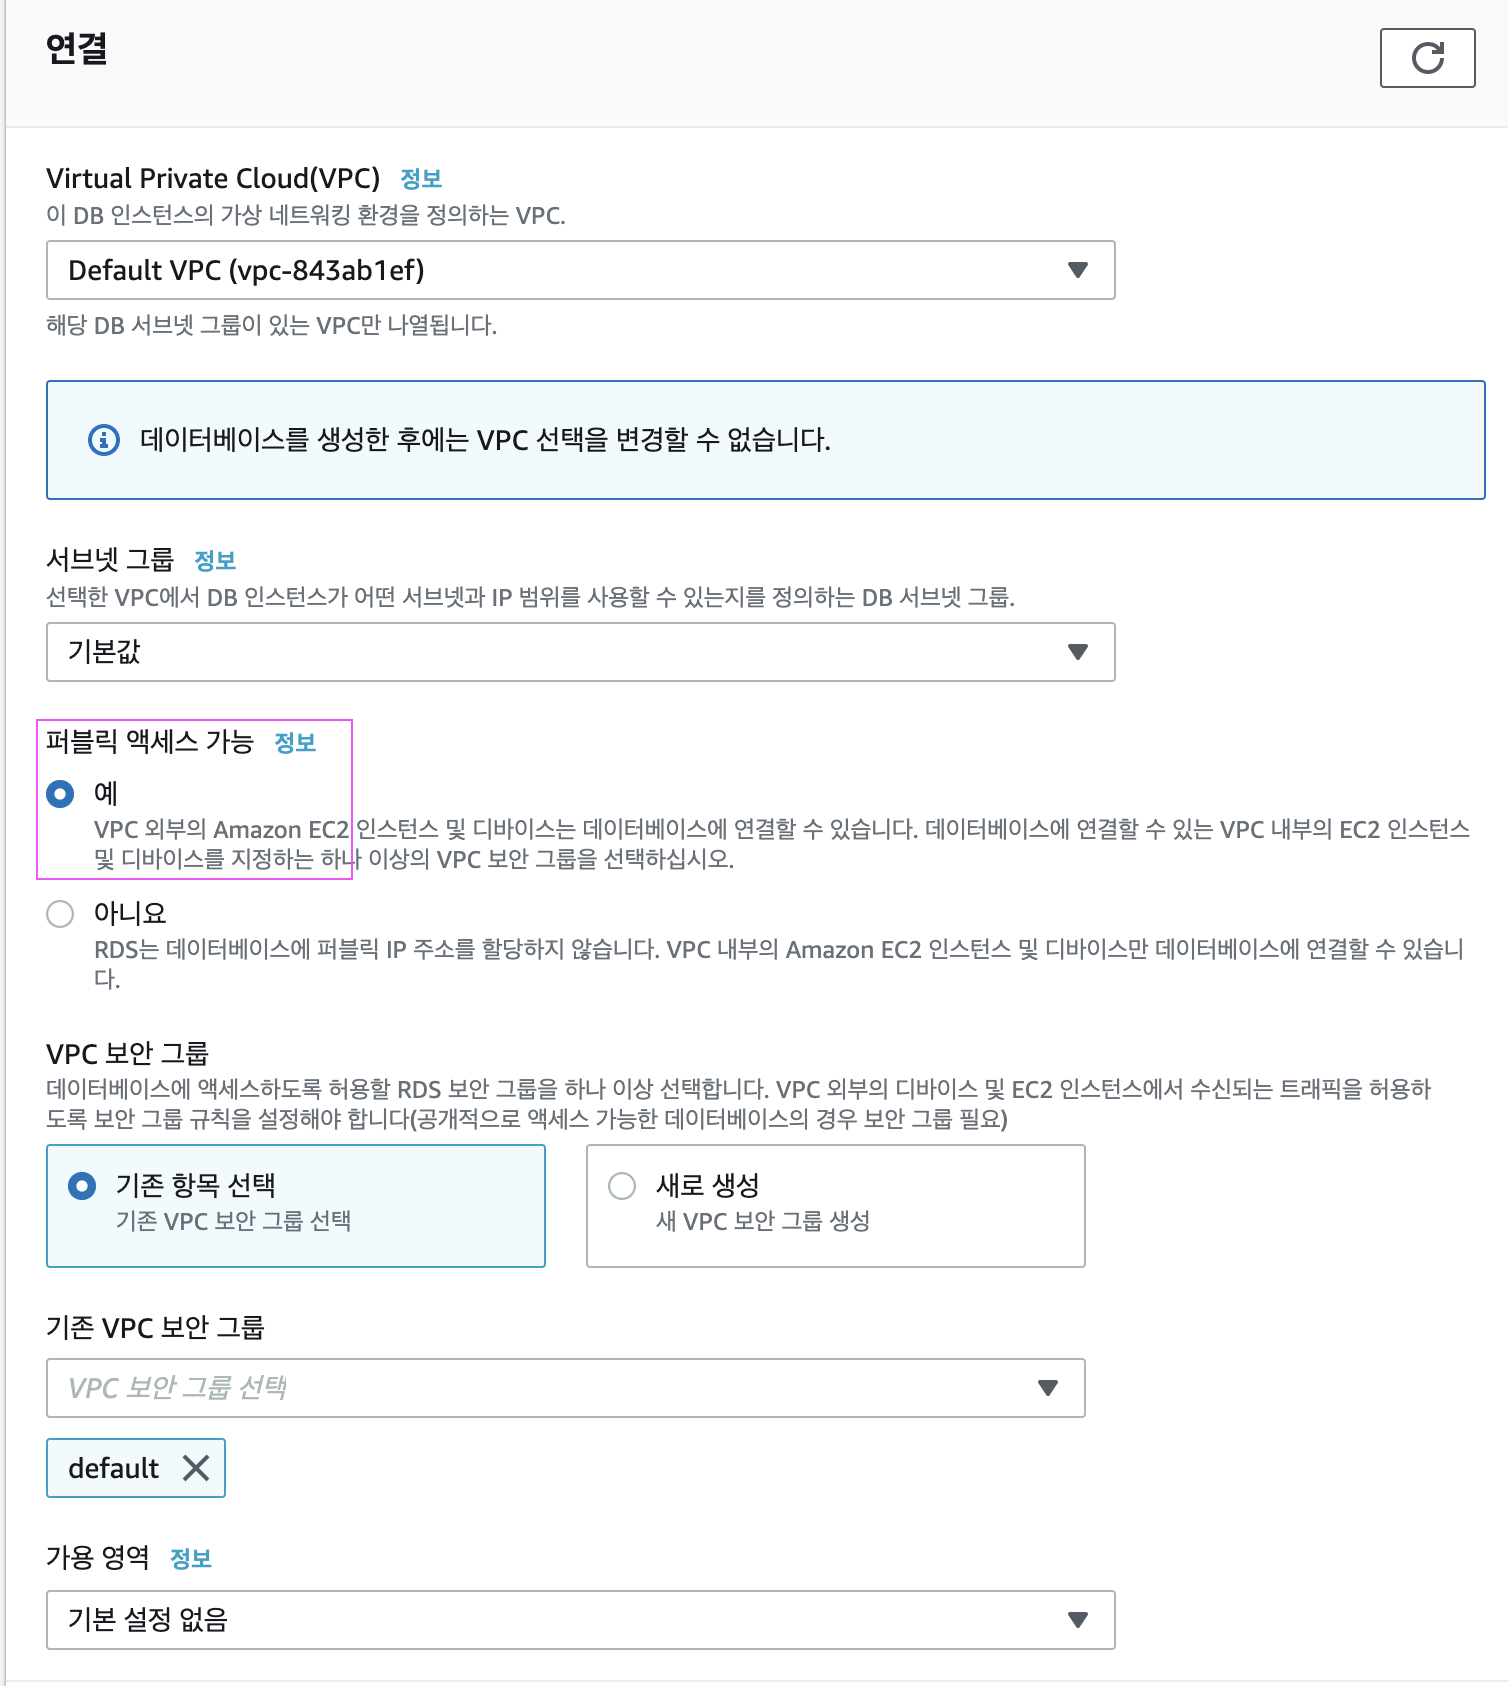 연결
Virtual Private Cloud(VPC) 정보
이 DB 인스턴스의 가상 네트워킹 환경을 정의하는 VPC.
Default VPC (vpc-843ab1ef)
해당 DB 서브넷 그룹이 있는 VPC만 나열됩니다.
데이터베이스를 생성한 후에는 VPC 선택을 변경할 수 없습니다.
서브넷 그룹 정보
선택한 VPC에서 DB 인스턴스가 어떤 서브넷과 IP 범위를 사용할 수 있는지를 정의하는 DB 서브넷 그룹.
기본값
퍼블릭 액세스 가능 정보
예
VPC 외부의 Amazon EC2 인스턴스 및 디바이스는 데이터베이스에 연결할 수 있습니다. 데이터베이스에 연결할 수 있는 VPC 내부의 EC2 인스턴스
및 디바이스를 지정하는 하나 이상의 VPC 보안 그룹을 선택하십시오.
아니요
RDS는 데이터베이스에 퍼블릭 IP 주소를 할당하지 않습니다. VPC 내부의 Amazon EC2 인스턴스 및 디바이스만 데이터베이스에 연결할 수 있습니
다.
VPC 보안 그룹
데이터베이스에 액세스하도록 허용할 RDS 보안 그룹을 하나 이상 선택합니다. VPC 외부의 디바이스 및 EC2 인스턴스에서 수신되는 트래픽을 허용하
도록 보안 그룹 규칙을 설정해야 합니다(공개적으로 액세스 가능한 데이터베이스의 경우 보안 그룹 필요)
기존 항목 선택
기존 VPC 보안 그룹 선택
새로 생성
새 VPC 보안 그룹 생성
기존 VPC 보안 그룹
VPC 보안 그룹 선택
default
가용 영역 정보
기본 설정 없음